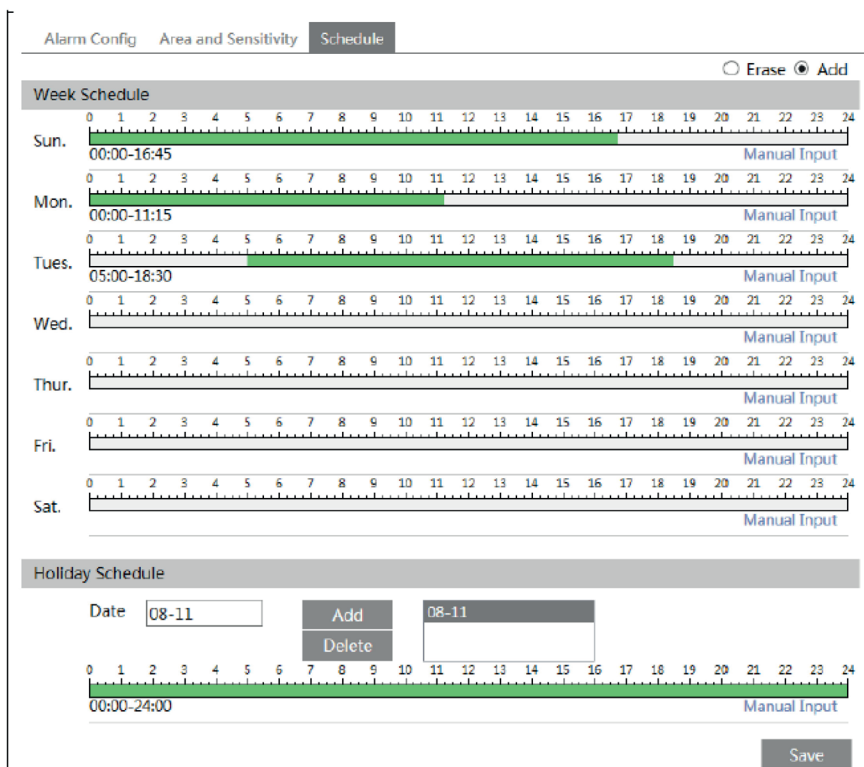 Alarm Config Area and Sensitivity Schedule
Erase Add
Week Schedule
0 1 2 3 4 5 6 7 8 9 10 11 12 13 14 15 16 17 18 19 20 21 22 23 24
Sun.
00:00-16:45 Manual Input
0 1 2 3 4 5 6 7 8 9 10 11 12 13 14 15 16 17 18 19 20 21 22 23 24
Mon.
00:00-11:15 Manual Input
0 1 2 3 4 5 6 7 8 9 10 11 12 13 14 15 16 17 18 19 20 21 22 23 24
Tues.
05:00-18:30 Manual Input
0 1 2 3 4 5 6 7 8 9 10 11 12 13 14 15 16 17 18 19 20 21 22 23 24
Wed.
Manual Input
0 1 2 3 4 5 6 7 8 9 10 11 12 13 14 15 16 17 18 19 20 21 22 23 24
Thur.
Manual Input
0 1 2 3 4 5 6 7 8 9 10 11 12 13 14 15 16 17 18 19 20 21 22 23 24
Fri.
Manual Input
0 1 2 3 4 5 6 7 8 9 10 11 12 13 14 15 16 17 18 19 20 21 22 23 24
Sat.
Manual Input
Holiday Schedule
Date 08-11 Add 08-11
Delete
0 1 2 3 4 5 6 7 8 9 10 11 12 13 14 15 16 17 18 19 20 21 22 23 24
00:00-24:00 Manual Input
Save